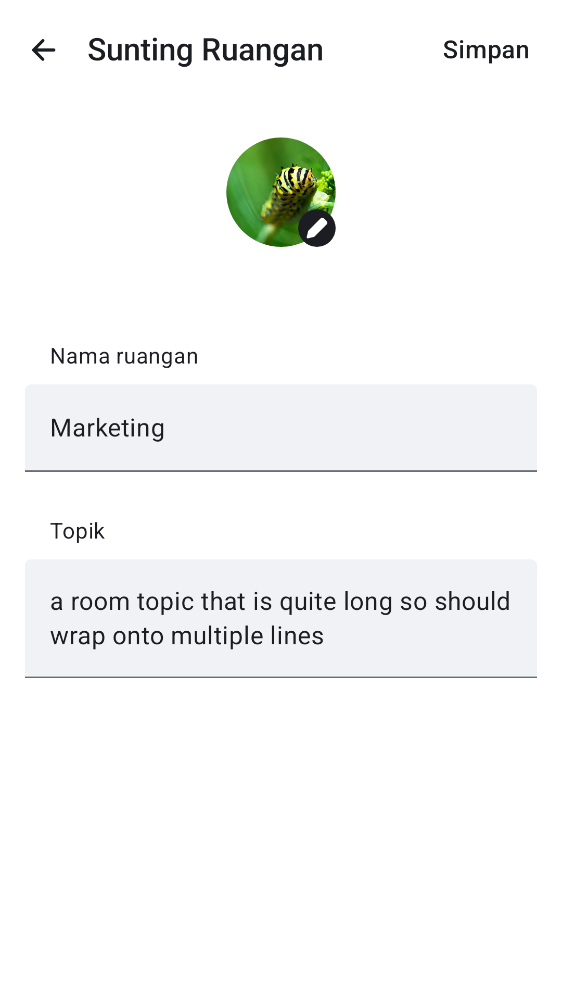 Sunting Ruangan
Simpan
Nama ruangan
Marketing
Topik
a room topic that is quite long so should
wrap onto multiple lines